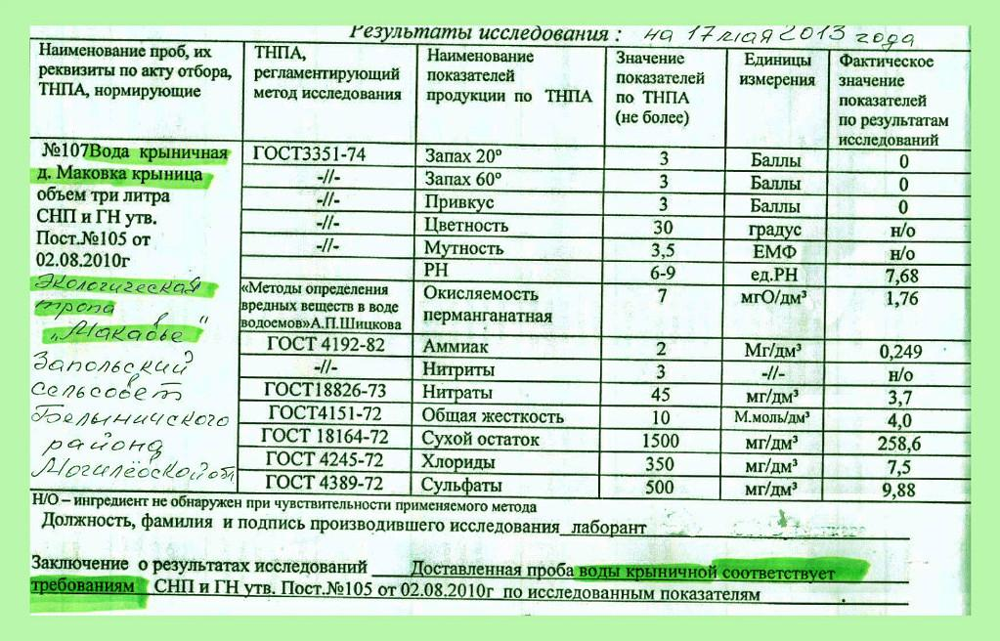 Результаты исследования : на 17 мая 2013 года
Наименование проб, их реквизиты по акту отбора, ТНПА, нормирующие | ТНПА, регламентирующий метод исследования | Наименование показателей продукции по ТНПА | Значение показателей по ТНПА (не более) | Единицы измерения | Фактическое значение показателей по результатам исследований
№107Вода крыничная
д. Маковка крыница
объем три литра
СНП и ГН утв.
Пост.№105 от
02.08.2010г
Экологическая
тропа
„Макавье"
Запольский
сельсовет
Белыничского
района
Могилёвской об
ГОСТ3351-74 Запах 20º 3 Баллы 0
-//- Запах 60º 3 Баллы 0
-//- Привкус 3 Баллы 0
-//- Цветность 30 градус н/о
-//- Мутность 3,5 ЕМФ н/о
РН 6-9 ед.РН 7,68
«Методы определения вредных веществ в воде водоемов»А.П.Шицкова Окисляемость перманганатная 7 мгО/дм³ 1,76
ГОСТ 4192-82 Аммиак 2 Мг/дм³ 0,249
-//- Нитриты 3 -//- н/о
ГОСТ18826-73 Нитраты 45 мг/дм³ 3,7
ГОСТ4151-72 Общая жесткость 10 М.моль/дм³ 4,0
ГОСТ 18164-72 Сухой остаток 1500 мг/дм³ 258,6
ГОСТ 4245-72 Хлориды 350 мг/дм³ 7,5
ГОСТ 4389-72 Сульфаты 500 мг/дм³ 9,88
Н/О – ингредиент не обнаружен при чувствительности применяемого метода
Должность, фамилия и подпись производившего исследования лаборант
Заключение о результатах исследований Доставленная проба воды крыничной соответствует
требованиям СНП и ГН утв. Пост.№105 от 02.08.2010г по исследованным показателям